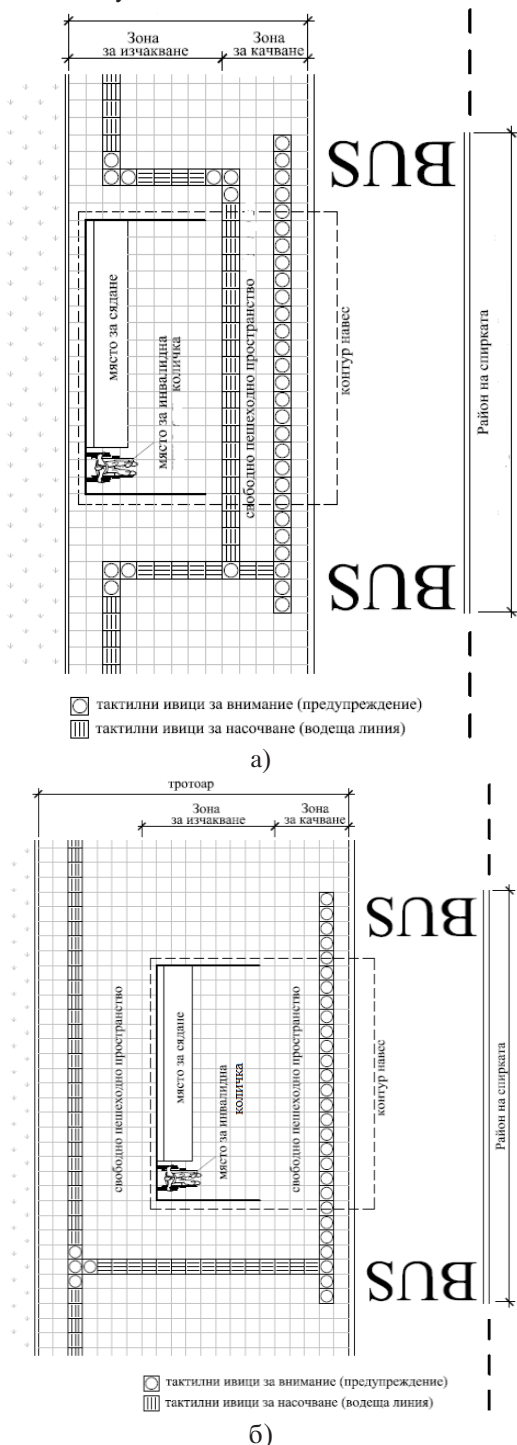 Зона
за изчакване
Зона
за качване
BUS
място за сядане
място за инвалидна
количка
свободно пешеходно пространство
контур навес
Район на спирката
BUS
тактилни ивици за внимание (предупреждение)
тактилни ивици за насочване (водеща линия)
а)
тротоар
Зона
за изчакване
Зона
за качване
BUS
свободно пешеходно пространство
място за сядане
място за инвалидна
количка
свободно пешеходно пространство
контур навес
Район на спирката
BUS
тактилни ивици за внимание (предупреждение)
тактилни ивици за насочване (водеща линия)
б)